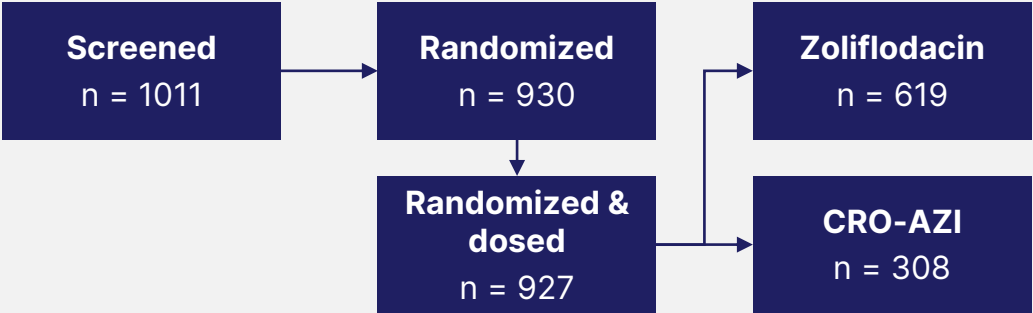 Screened
n = 1011
Randomized
n = 930
Zoliflodacin
n = 619
Randomized &
dosed
n = 927
CRO-AZI
n = 308